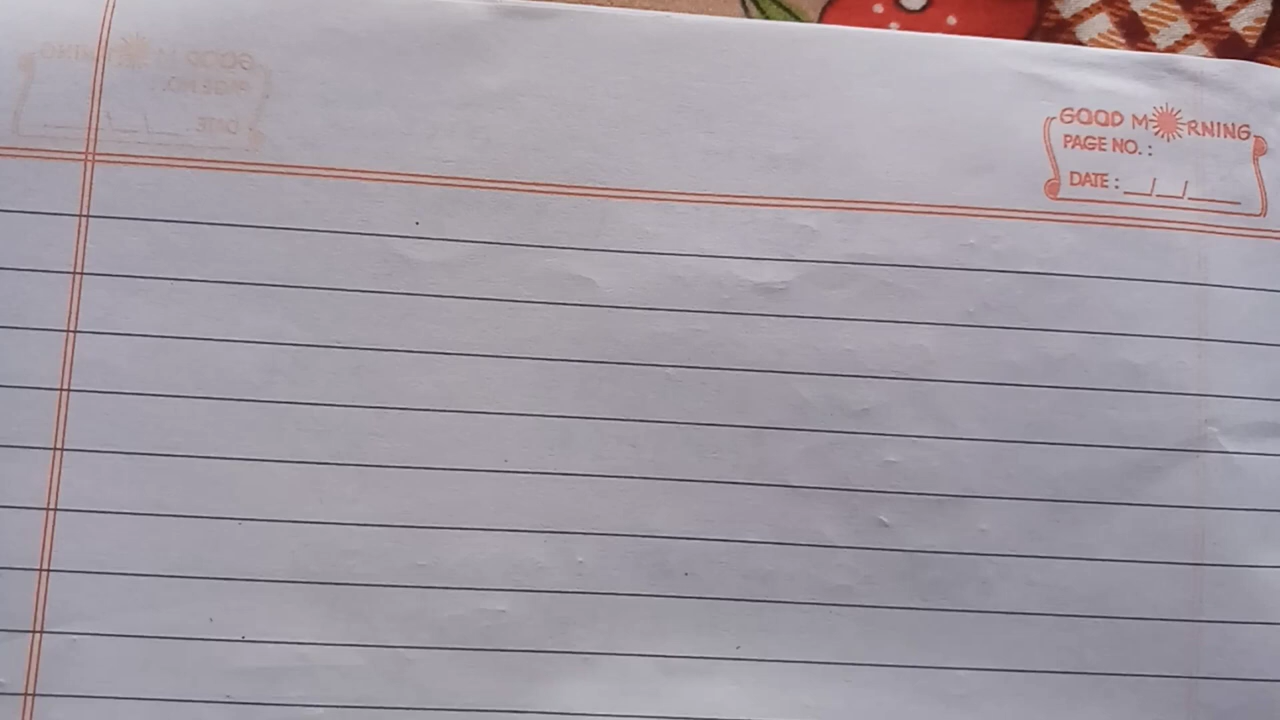 GOOD MORNING
PAGE NO. :
DATE : __/__/____